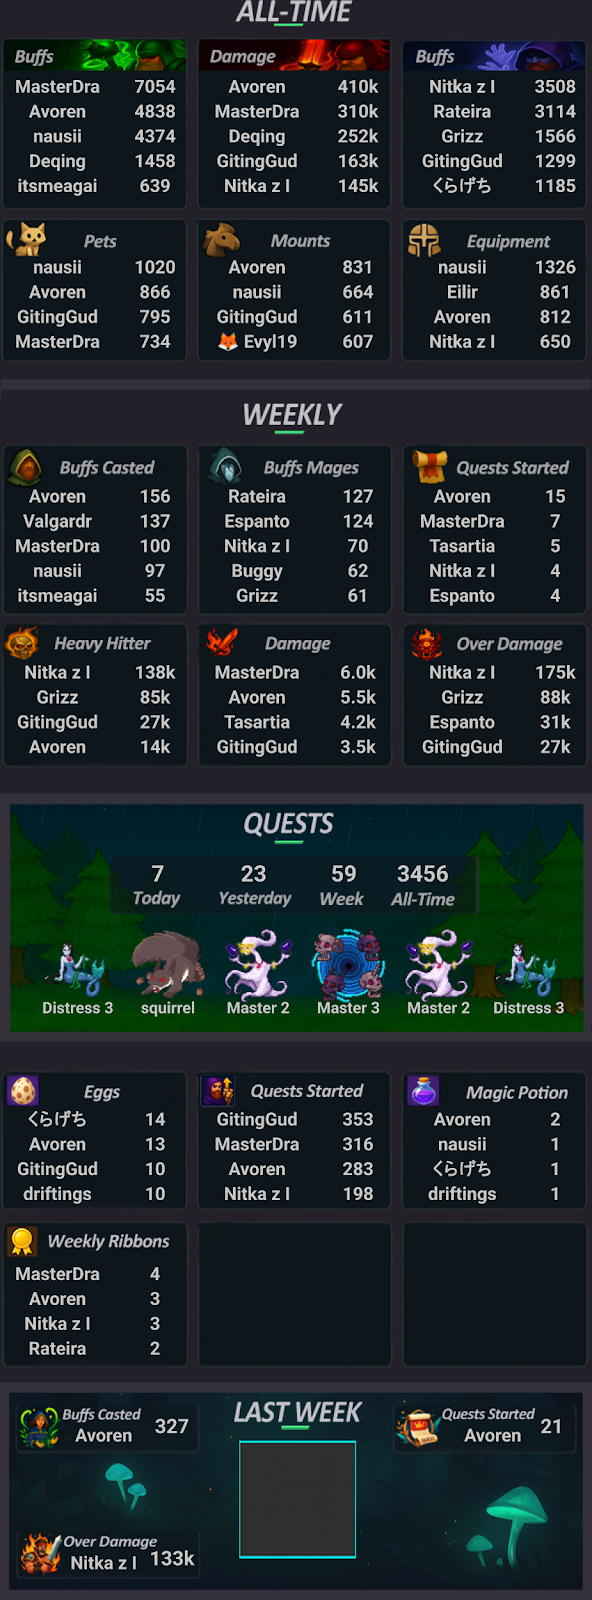 ALL-TIME
Buffs
MasterDra 7054
Avoren 4838
nausii 4374
Deqing 1458
itsmeagai 639
Damage
Avoren 410k
MasterDra 310k
Deqing 252k
GitingGud 163k
Nitka z l 145k
Buffs
Nitka z l 3508
Rateira 3114
Grizz 1566
GitingGud 1299
くらげち 1185
Pets
nausii 1020
Avoren 866
GitingGud 795
MasterDra 734
Mounts
Avoren 831
nausii 664
GitingGud 611
🦊 Evyl19 607
Equipment
nausii 1326
Eilir 861
Avoren 812
Nitka z l 650
WEEKLY
Buffs Casted
Avoren 156
Valgardr 137
MasterDra 100
nausii 97
itsmeagai 55
Buffs Mages
Rateira 127
Espanto 124
Nitka z l 70
Buggy 62
Grizz 61
Quests Started
Avoren 15
MasterDra 7
Tasartia 5
Nitka z l 4
Espanto 4
Heavy Hitter
Nitka z l 138k
Grizz 85k
GitingGud 27k
Avoren 14k
Damage
MasterDra 6.0k
Avoren 5.5k
Tasartia 4.2k
GitingGud 3.5k
Over Damage
Nitka z l 175k
Grizz 88k
Espanto 31k
GitingGud 27k
QUESTS
7 23 59 3456
Today Yesterday Week All-Time
Distress 3 squirrel Master 2 Master 3 Master 2 Distress 3
Eggs
くらげち 14
Avoren 13
GitingGud 10
driftings 10
Quests Started
GitingGud 353
MasterDra 316
Avoren 283
Nitka z l 198
Magic Potion
Avoren 2
nausii 1
くらげち 1
driftings 1
Weekly Ribbons
MasterDra 4
Avoren 3
Nitka z l 3
Rateira 2
LAST WEEK
Buffs Casted
Avoren 327
Quests Started
Avoren 21
Over Damage
Nitka z l 133k